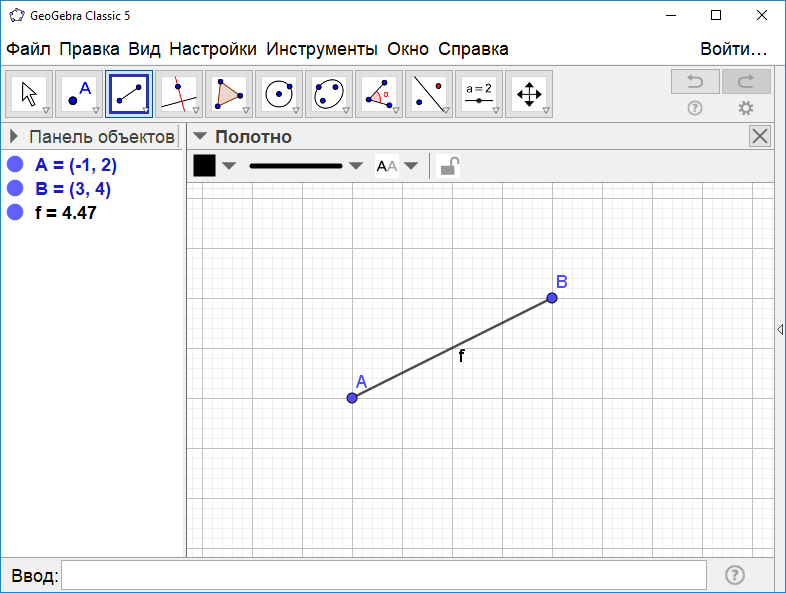 GeoGebra Classic 5
Файл Правка Вид Настройки Инструменты Окно Справка Войти...
A α a = 2
Панель объектов Полотно
AA
A = (-1, 2)
B = (3, 4)
f = 4.47
B
f
A
Ввод: